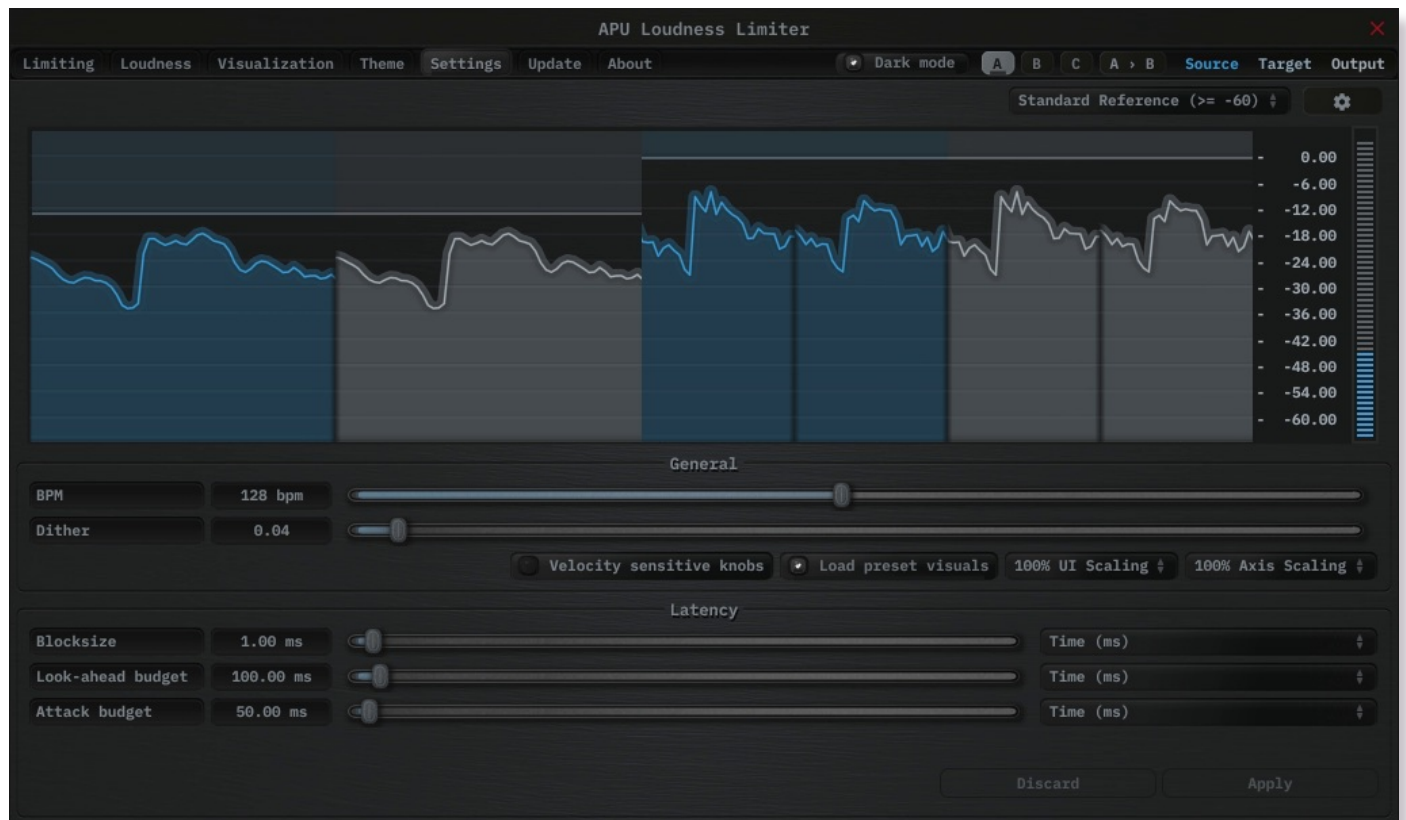 APU Loudness Limiter
Limiting Loudness Visualization Theme Settings Update About Dark mode A B C A › B Source Target Output
Standard Reference (>= -60)
- 0.00
- -6.00
- -12.00
- -18.00
- -24.00
- -30.00
- -36.00
- -42.00
- -48.00
- -54.00
- -60.00
General
BPM 128 bpm
Dither 0.04
Velocity sensitive knobs Load preset visuals 100% UI Scaling 100% Axis Scaling
Latency
Blocksize 1.00 ms Time (ms)
Look-ahead budget 100.00 ms Time (ms)
Attack budget 50.00 ms Time (ms)
Discard Apply